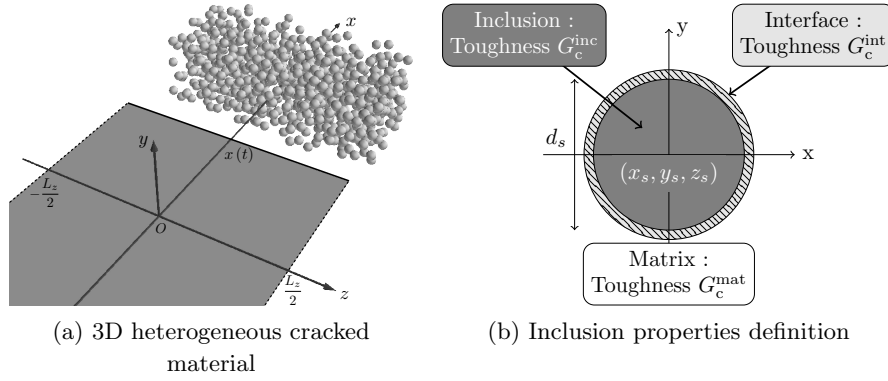 x
y
x(t)
−L_z/2
O
L_z/2
z
(a) 3D heterogeneous cracked
material
Inclusion :
Toughness G_c^inc
y
Interface :
Toughness G_c^int
d_s
x
(x_s, y_s, z_s)
Matrix :
Toughness G_c^mat
(b) Inclusion properties definition